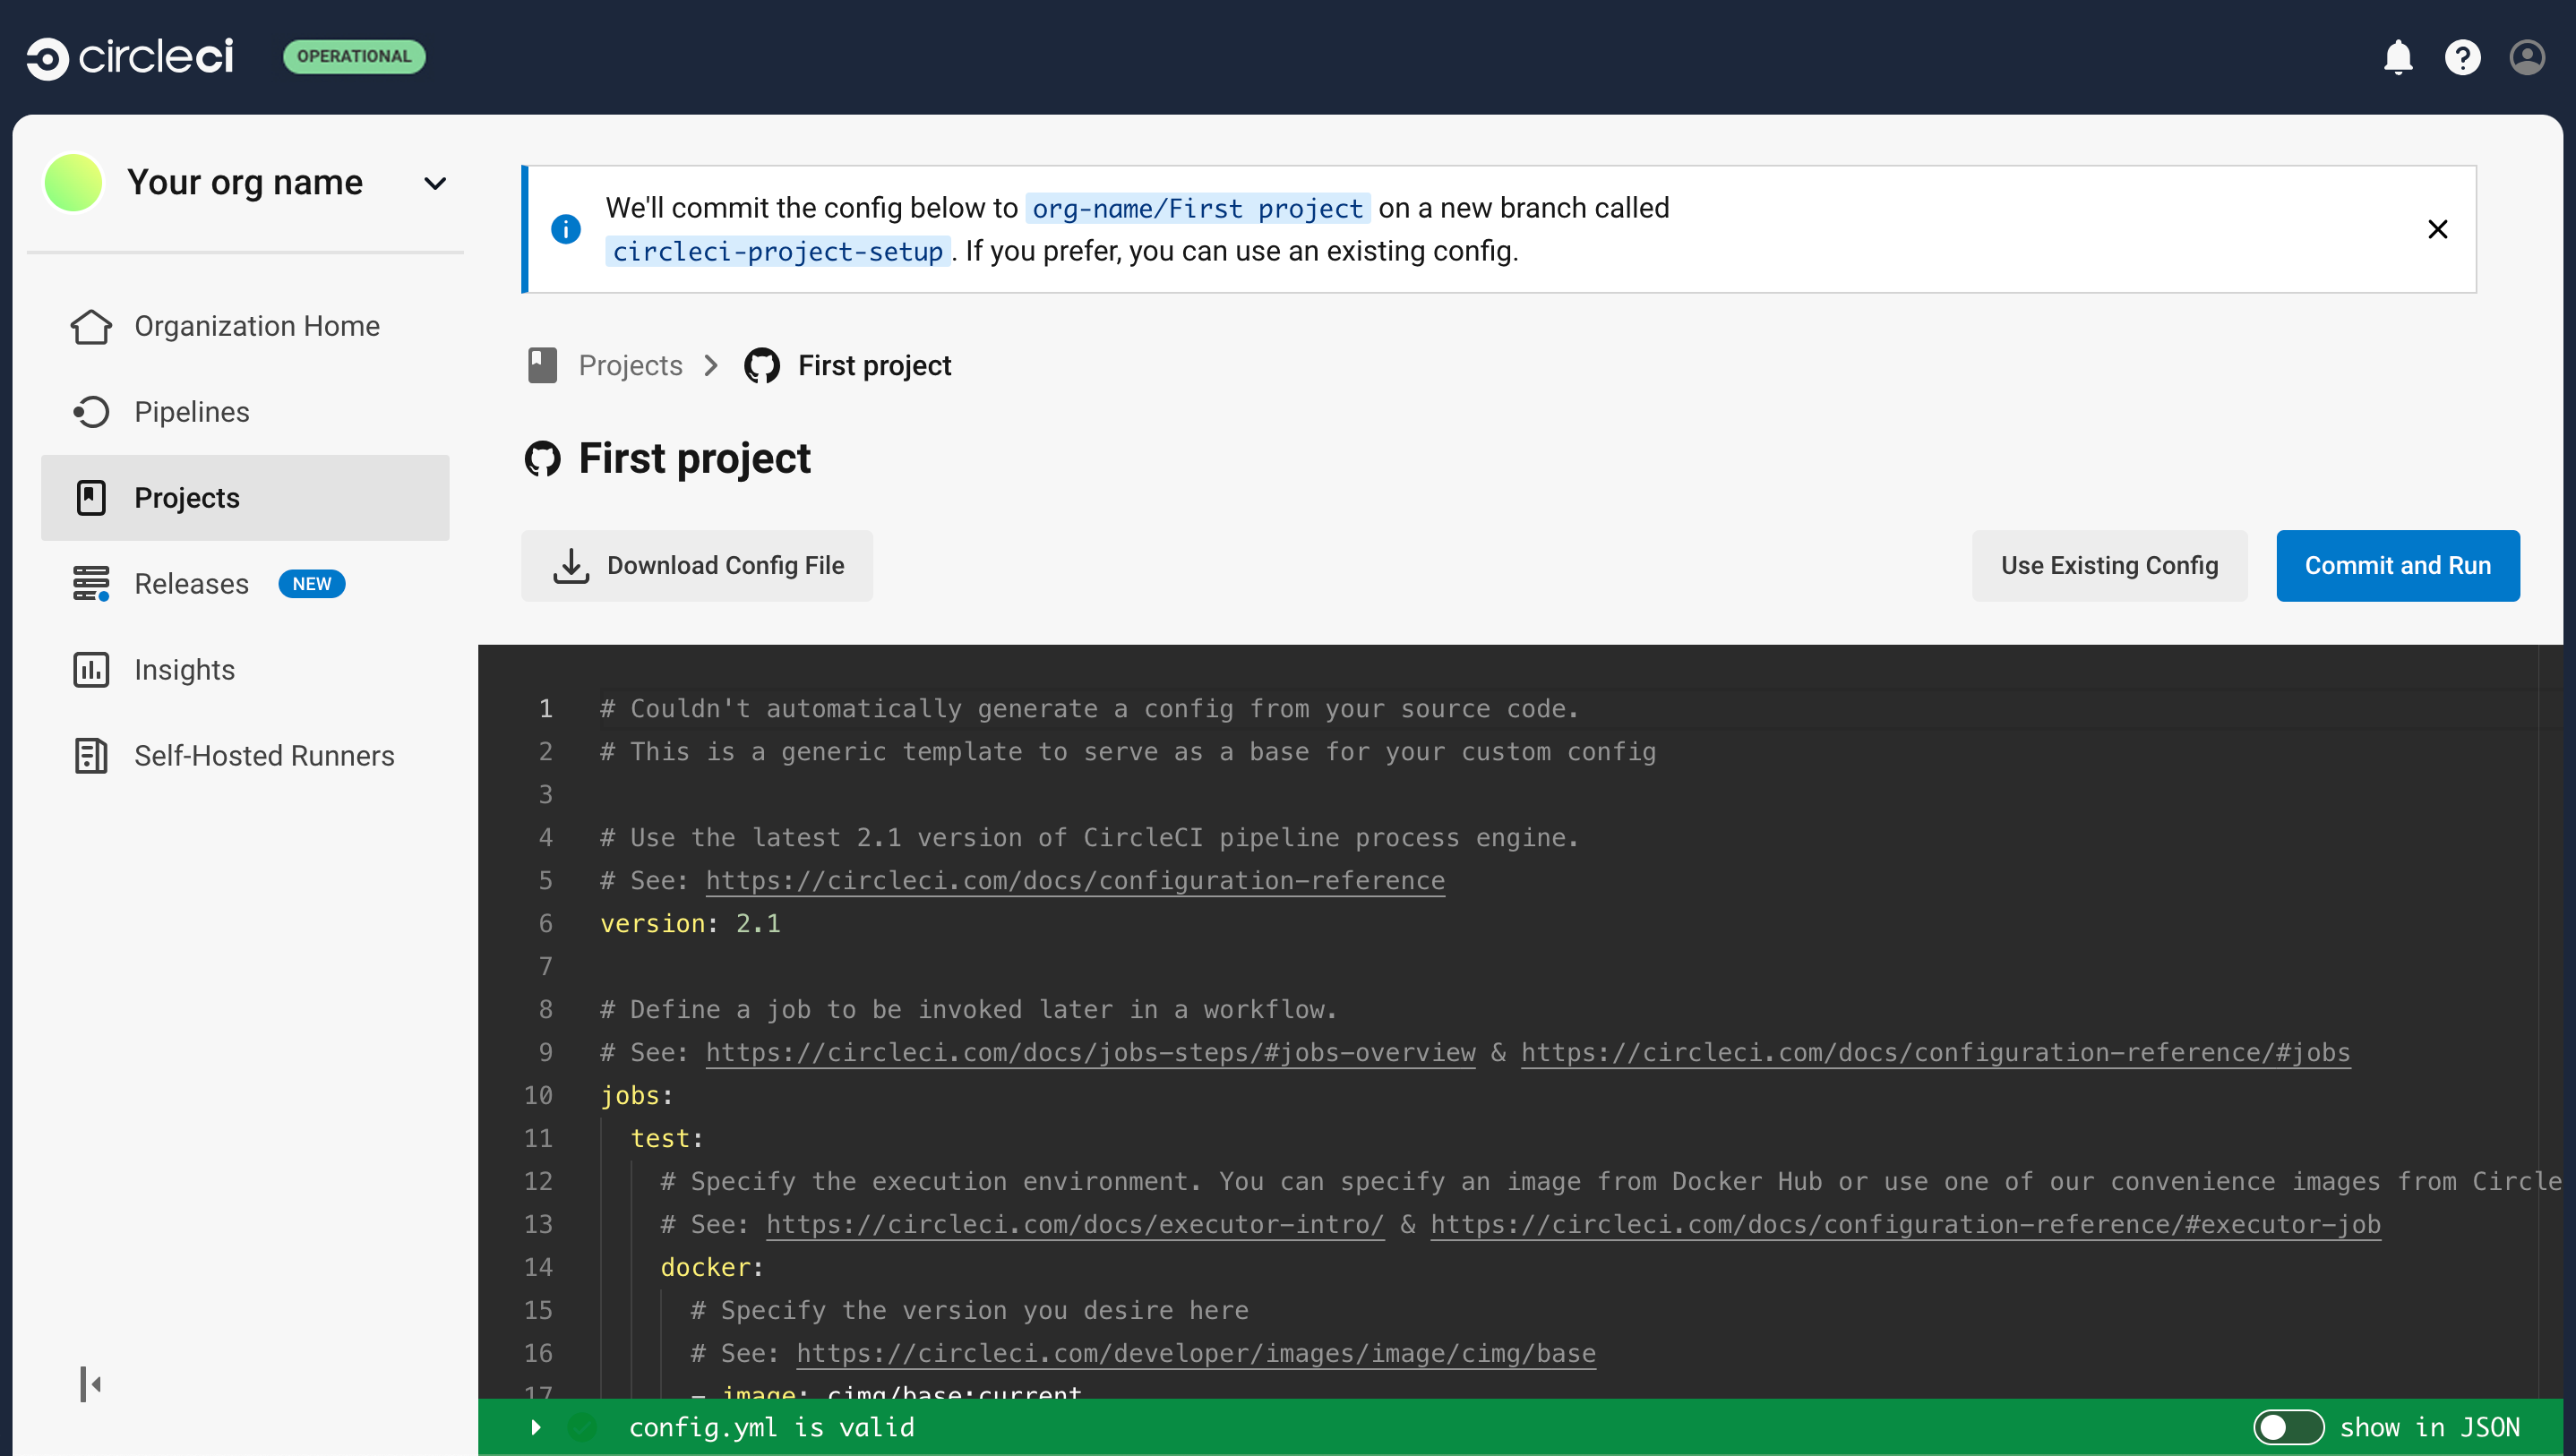 circleci
OPERATIONAL
Your org name
Organization Home
Pipelines
Projects
Releases NEW
Insights
Self-Hosted Runners
We'll commit the config below to org-name/First project on a new branch called
circleci-project-setup. If you prefer, you can use an existing config.
Projects > First project
First project
Download Config File
Use Existing Config
Commit and Run
1 # Couldn't automatically generate a config from your source code.
2 # This is a generic template to serve as a base for your custom config
3
4 # Use the latest 2.1 version of CircleCI pipeline process engine.
5 # See: https://circleci.com/docs/configuration-reference
6 version: 2.1
7
8 # Define a job to be invoked later in a workflow.
9 # See: https://circleci.com/docs/jobs-steps/#jobs-overview & https://circleci.com/docs/configuration-reference/#jobs
10 jobs:
11 test:
12 # Specify the execution environment. You can specify an image from Docker Hub or use one of our convenience images from Circle
13 # See: https://circleci.com/docs/executor-intro/ & https://circleci.com/docs/configuration-reference/#executor-job
14 docker:
15 # Specify the version you desire here
16 # See: https://circleci.com/developer/images/image/cimg/base
17 - image: cimg/base:current
config.yml is valid
show in JSON